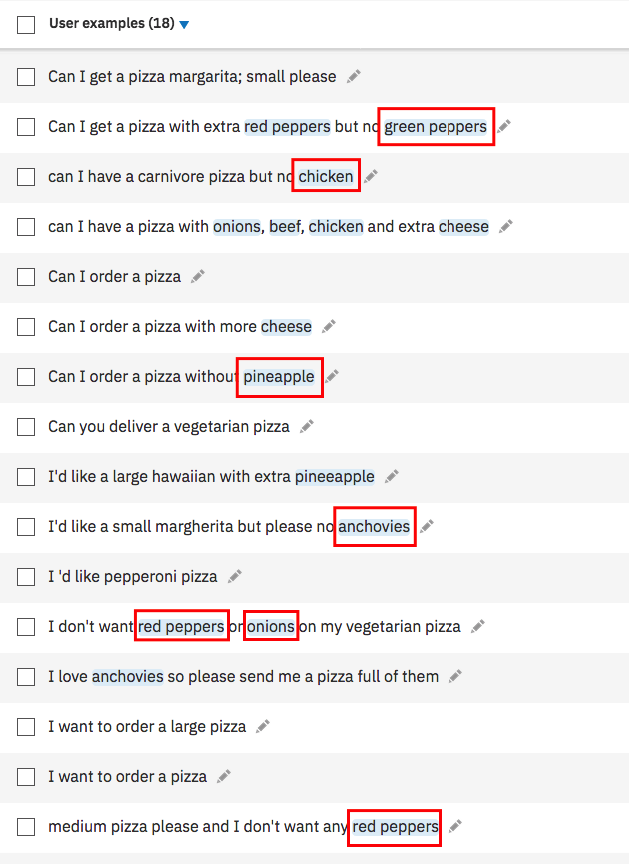 User examples (18)
Can I get a pizza margarita; small please
Can I get a pizza with extra red peppers but no green peppers
can I have a carnivore pizza but no chicken
can I have a pizza with onions, beef, chicken and extra cheese
Can I order a pizza
Can I order a pizza with more cheese
Can I order a pizza without pineapple
Can you deliver a vegetarian pizza
I'd like a large hawaiian with extra pineeapple
I'd like a small margherita but please no anchovies
I 'd like pepperoni pizza
I don't want red peppers or onions on my vegetarian pizza
I love anchovies so please send me a pizza full of them
I want to order a large pizza
I want to order a pizza
medium pizza please and I don't want any red peppers